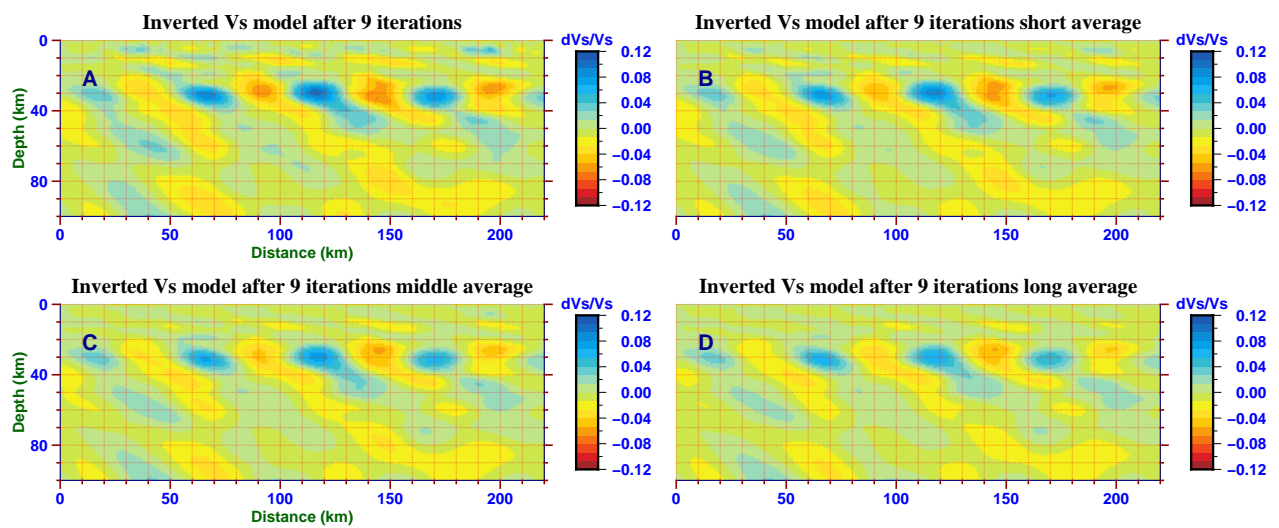 Inverted Vs model after 9 iterations
Inverted Vs model after 9 iterations short average
dVs/Vs
dVs/Vs
0
40
80
Depth (km)
A
0.12
0.08
0.04
0.00
−0.04
−0.08
−0.12
B
0.12
0.08
0.04
0.00
−0.04
−0.08
−0.12
0 50 100 150 200
Distance (km)
0 50 100 150 200
Inverted Vs model after 9 iterations middle average
Inverted Vs model after 9 iterations long average
dVs/Vs
dVs/Vs
0
40
80
Depth (km)
C
0.12
0.08
0.04
0.00
−0.04
−0.08
−0.12
D
0.12
0.08
0.04
0.00
−0.04
−0.08
−0.12
0 50 100 150 200
Distance (km)
0 50 100 150 200